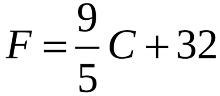 F = 9/5 C + 32